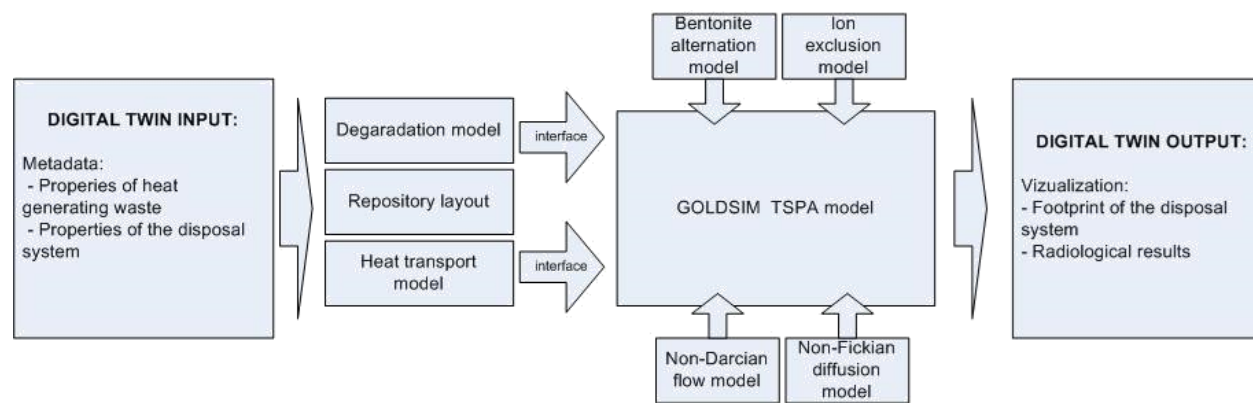 DIGITAL TWIN INPUT:
Metadata:
- Properies of heat
generating waste
- Properties of the disposal
system
Degaradation model
Repository layout
Heat transport
model
interface
interface
Bentonite
alternation
model
Ion
exclusion
model
GOLDSIM TSPA model
Non-Darcian
flow model
Non-Fickian
diffusion
model
DIGITAL TWIN OUTPUT:
Vizualization:
- Footprint of the disposal
system
- Radiological results